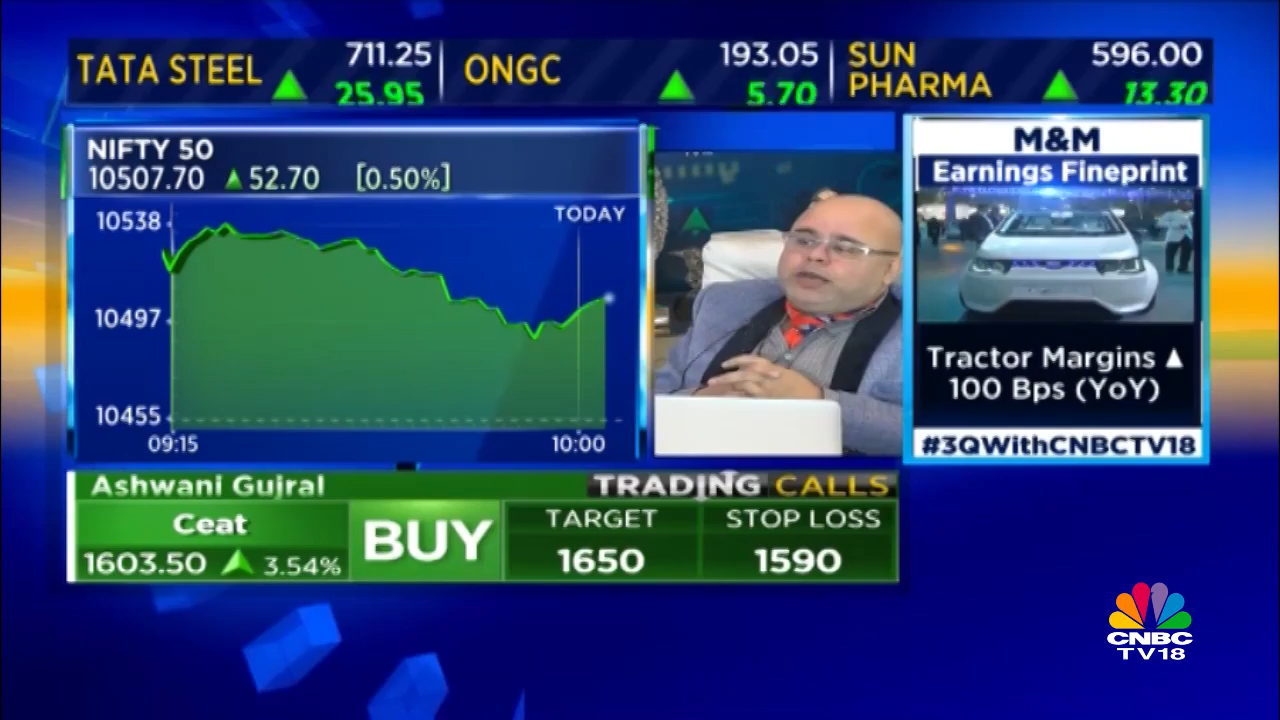 TATA STEEL 711.25
25.95
ONGC 193.05
5.70
SUN PHARMA 596.00
13.30
NIFTY 50
10507.70 ▲ 52.70 [0.50%]
TODAY
10538
10497
10455
09:15 10:00
M&M
Earnings Fineprint
Tractor Margins ▲
100 Bps (YoY)
#3QWithCNBCTV18
Ashwani Gujral
TRADING CALLS
Ceat
1603.50 ▲ 3.54%
BUY
TARGET
1650
STOP LOSS
1590
CNBC
TV18